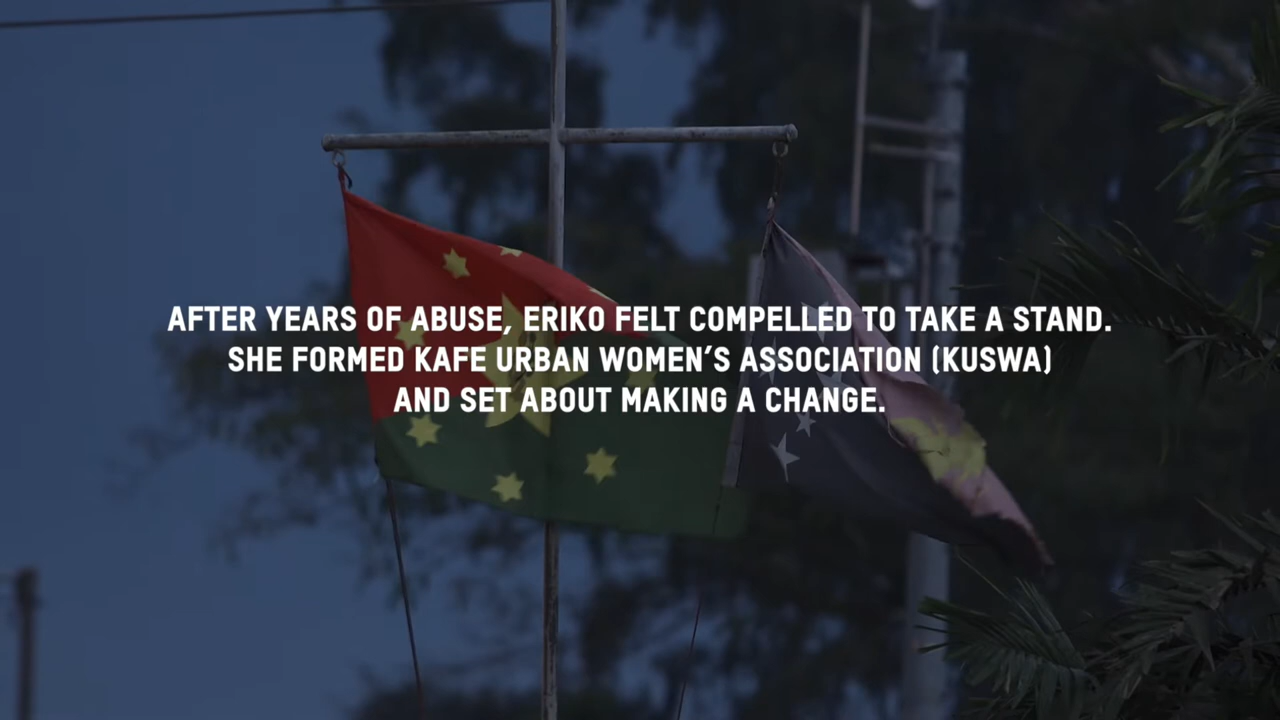 AFTER YEARS OF ABUSE, ERIKO FELT COMPELLED TO TAKE A STAND.
SHE FORMED KAFE URBAN WOMEN'S ASSOCIATION (KUSWA)
AND SET ABOUT MAKING A CHANGE.